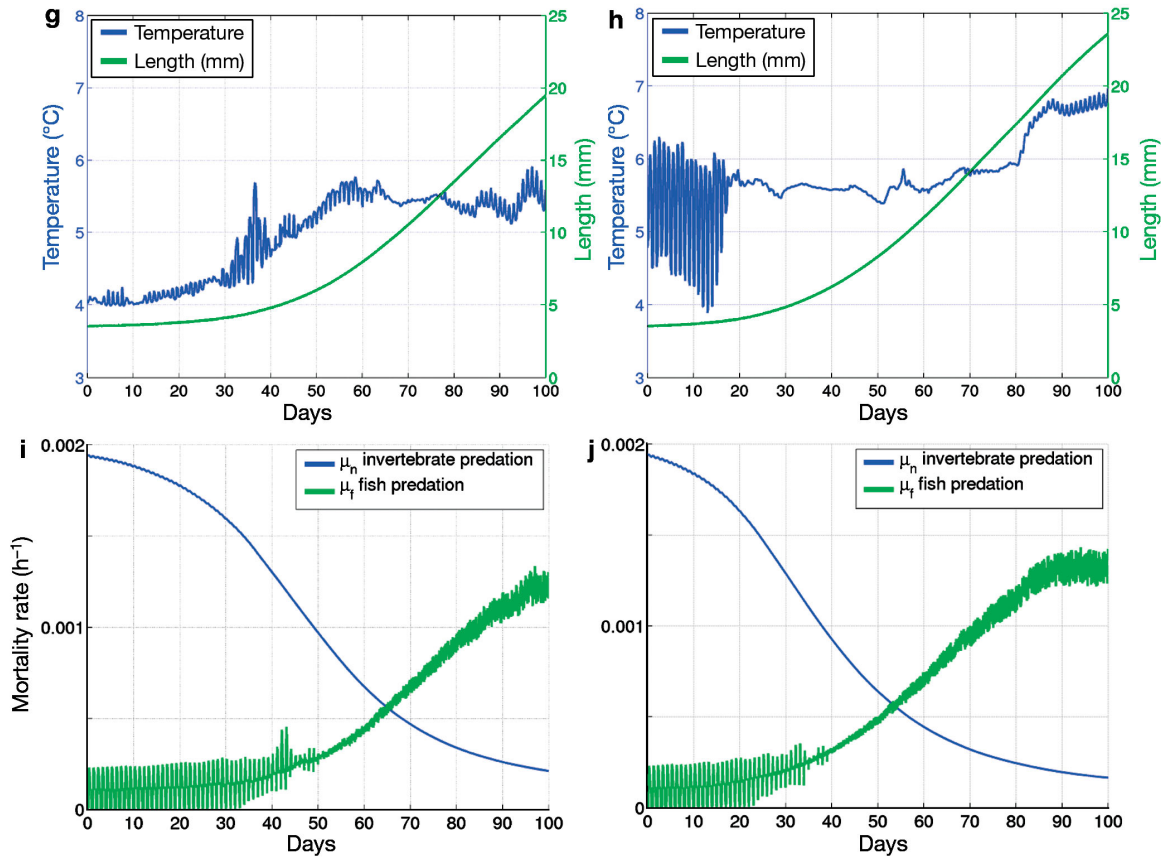 g
8
7
6
5
4
3
Temperature (°C)
Temperature
Length (mm)
25
20
15
10
5
0
Length (mm)
0 10 20 30 40 50 60 70 80 90 100
Days
h
8
7
6
5
4
3
Temperature (°C)
Temperature
Length (mm)
25
20
15
10
5
0
Length (mm)
0 10 20 30 40 50 60 70 80 90 100
Days
i
0.002
0.001
0
Mortality rate (h⁻¹)
μn invertebrate predation
μf fish predation
0 10 20 30 40 50 60 70 80 90 100
Days
j
0.002
0.001
0
μn invertebrate predation
μf fish predation
0 10 20 30 40 50 60 70 80 90 100
Days